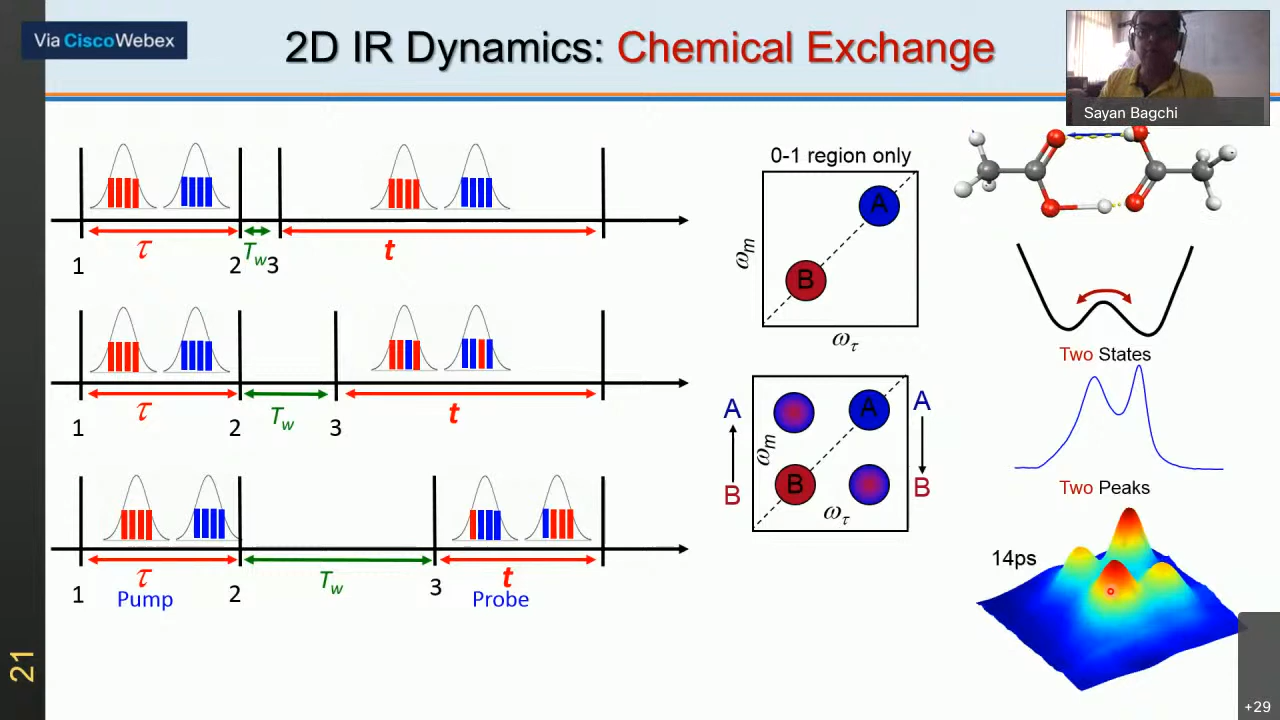 Via CiscoWebex
2D IR Dynamics: Chemical Exchange
Sayan Bagchi
0-1 region only
A
B
ω_m
ω_τ
τ
T_w
t
1
2
3
τ
T_w
t
1
2
3
τ
T_w
t
1
2
3
Pump
Probe
A
B
A
B
A
B
ω_m
ω_τ
Two States
Two Peaks
14ps
21
+29